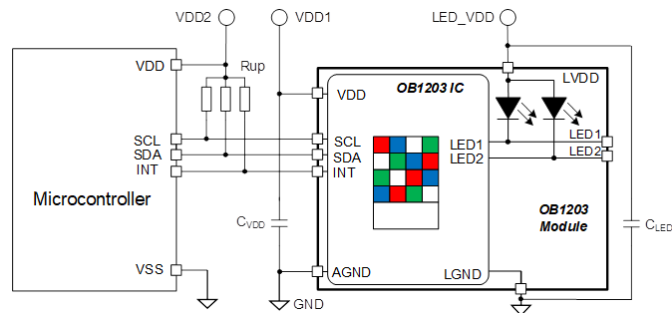 VDD2
VDD1
LED_VDD
VDD
Rup
VDD
OB1203 IC
LVDD
SCL
SDA
INT
SCL
SDA
INT
LED1
LED2
LED1
LED2
Microcontroller
CVDD
OB1203
Module
CLED
VSS
AGND
LGND
GND